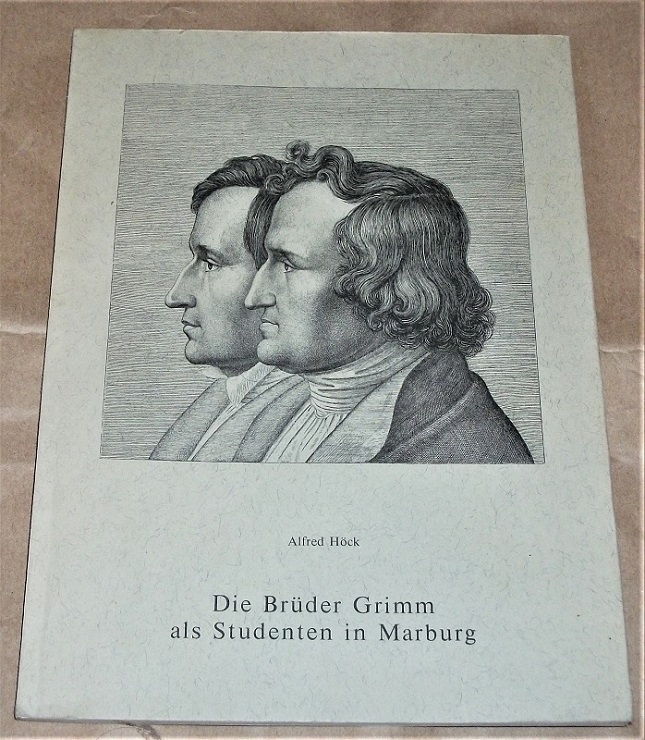 Alfred Höck
Die Brüder Grimm
als Studenten in Marburg